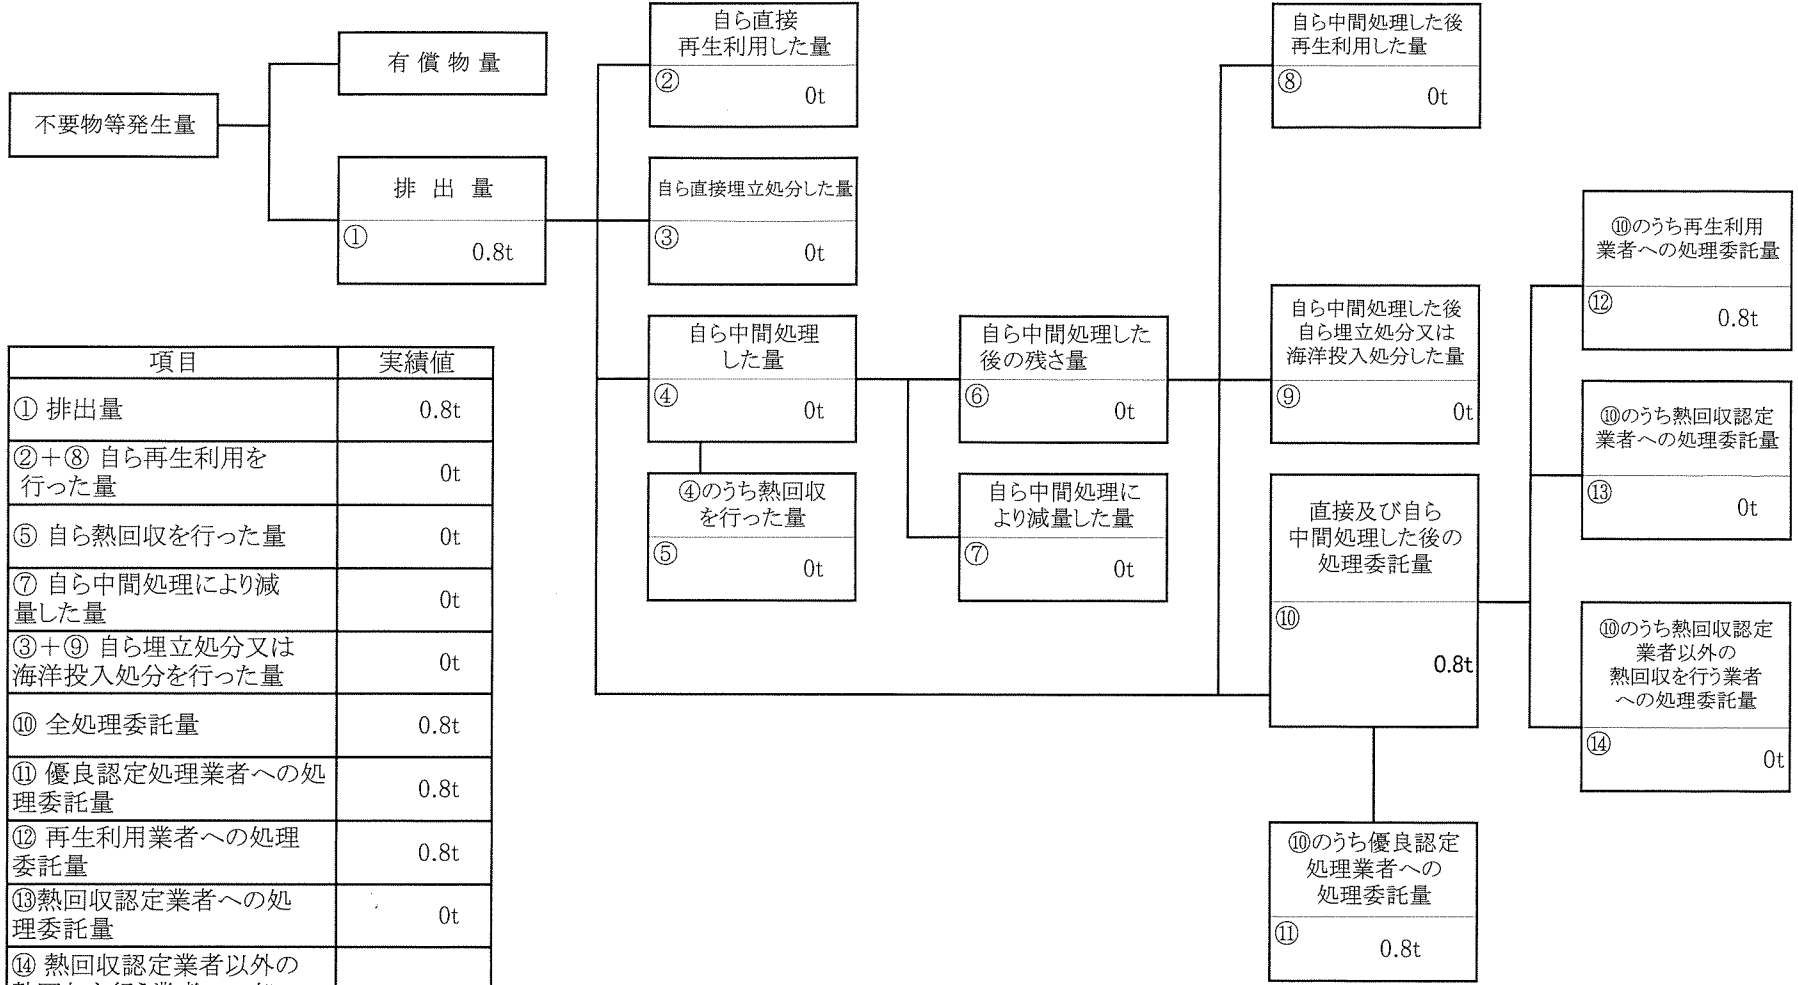 不要物等発生量
有 償 物 量
排 出 量
①
0.8t
自ら直接
再生利用した量
②
0t
自ら直接埋立処分した量
③
0t
自ら中間処理
した量
④
0t
④のうち熱回収
を行った量
⑤
0t
自ら中間処理した
後の残さ量
⑥
0t
自ら中間処理に
より減量した量
⑦
0t
自ら中間処理した後
再生利用した量
⑧
0t
自ら中間処理した後
自ら埋立処分又は
海洋投入処分した量
⑨
0t
直接及び自ら
中間処理した後の
処理委託量
⑩
0.8t
⑩のうち優良認定
処理業者への
処理委託量
⑪
0.8t
⑩のうち再生利用
業者への処理委託量
⑫
0.8t
⑩のうち熱回収認定
業者への処理委託量
⑬
0t
⑩のうち熱回収認定
業者以外の
熱回収を行う業者
への処理委託量
⑭
0t
項目 実績値
① 排出量 0.8t
②+⑧ 自ら再生利用を
行った量 0t
⑤ 自ら熱回収を行った量 0t
⑦ 自ら中間処理により減
量した量 0t
③+⑨ 自ら埋立処分又は
海洋投入処分を行った量 0t
⑩ 全処理委託量 0.8t
⑪ 優良認定処理業者への処
理委託量 0.8t
⑫ 再生利用業者への処理
委託量 0.8t
⑬熱回収認定業者への処
理委託量 0t
⑭ 熱回収認定業者以外の